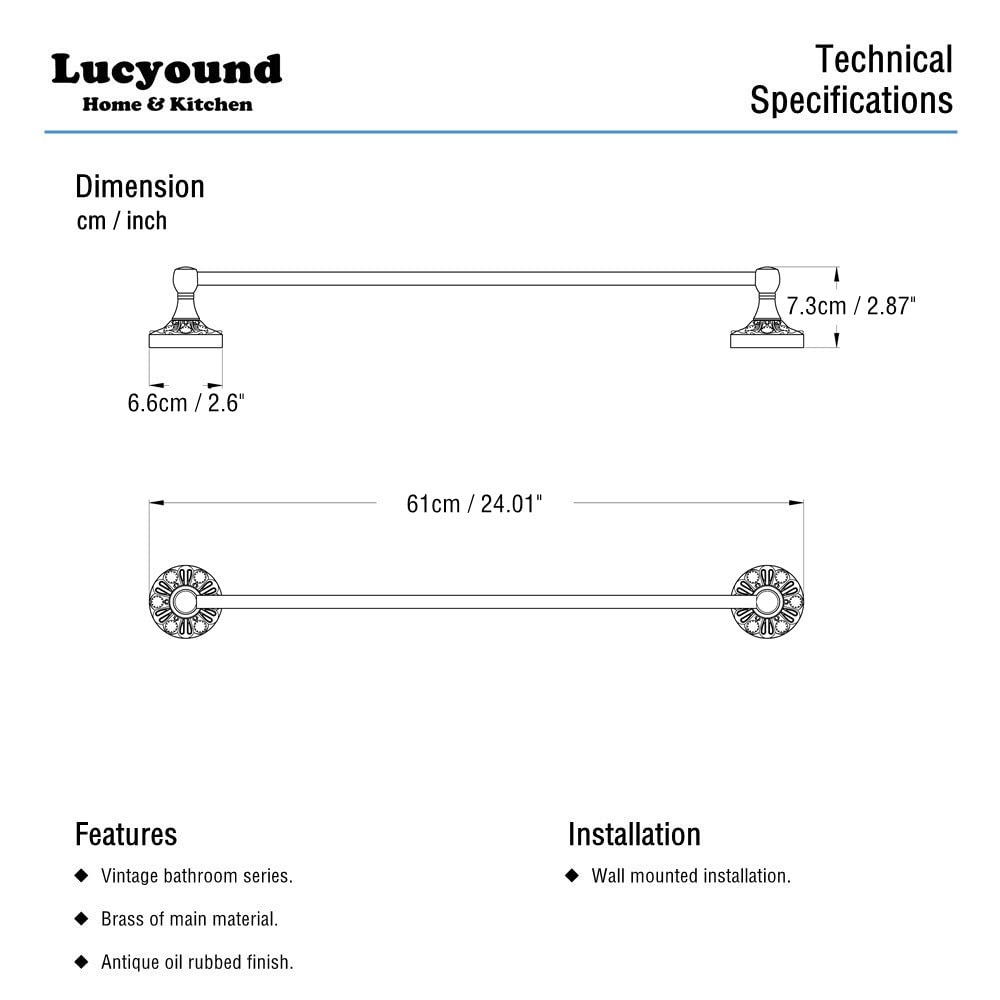 Lucyound
Home & Kitchen
Technical
Specifications
Dimension
cm / inch
7.3cm / 2.87"
6.6cm / 2.6"
61cm / 24.01"
Features
◆ Vintage bathroom series.
◆ Brass of main material.
◆ Antique oil rubbed finish.
Installation
◆ Wall mounted installation.